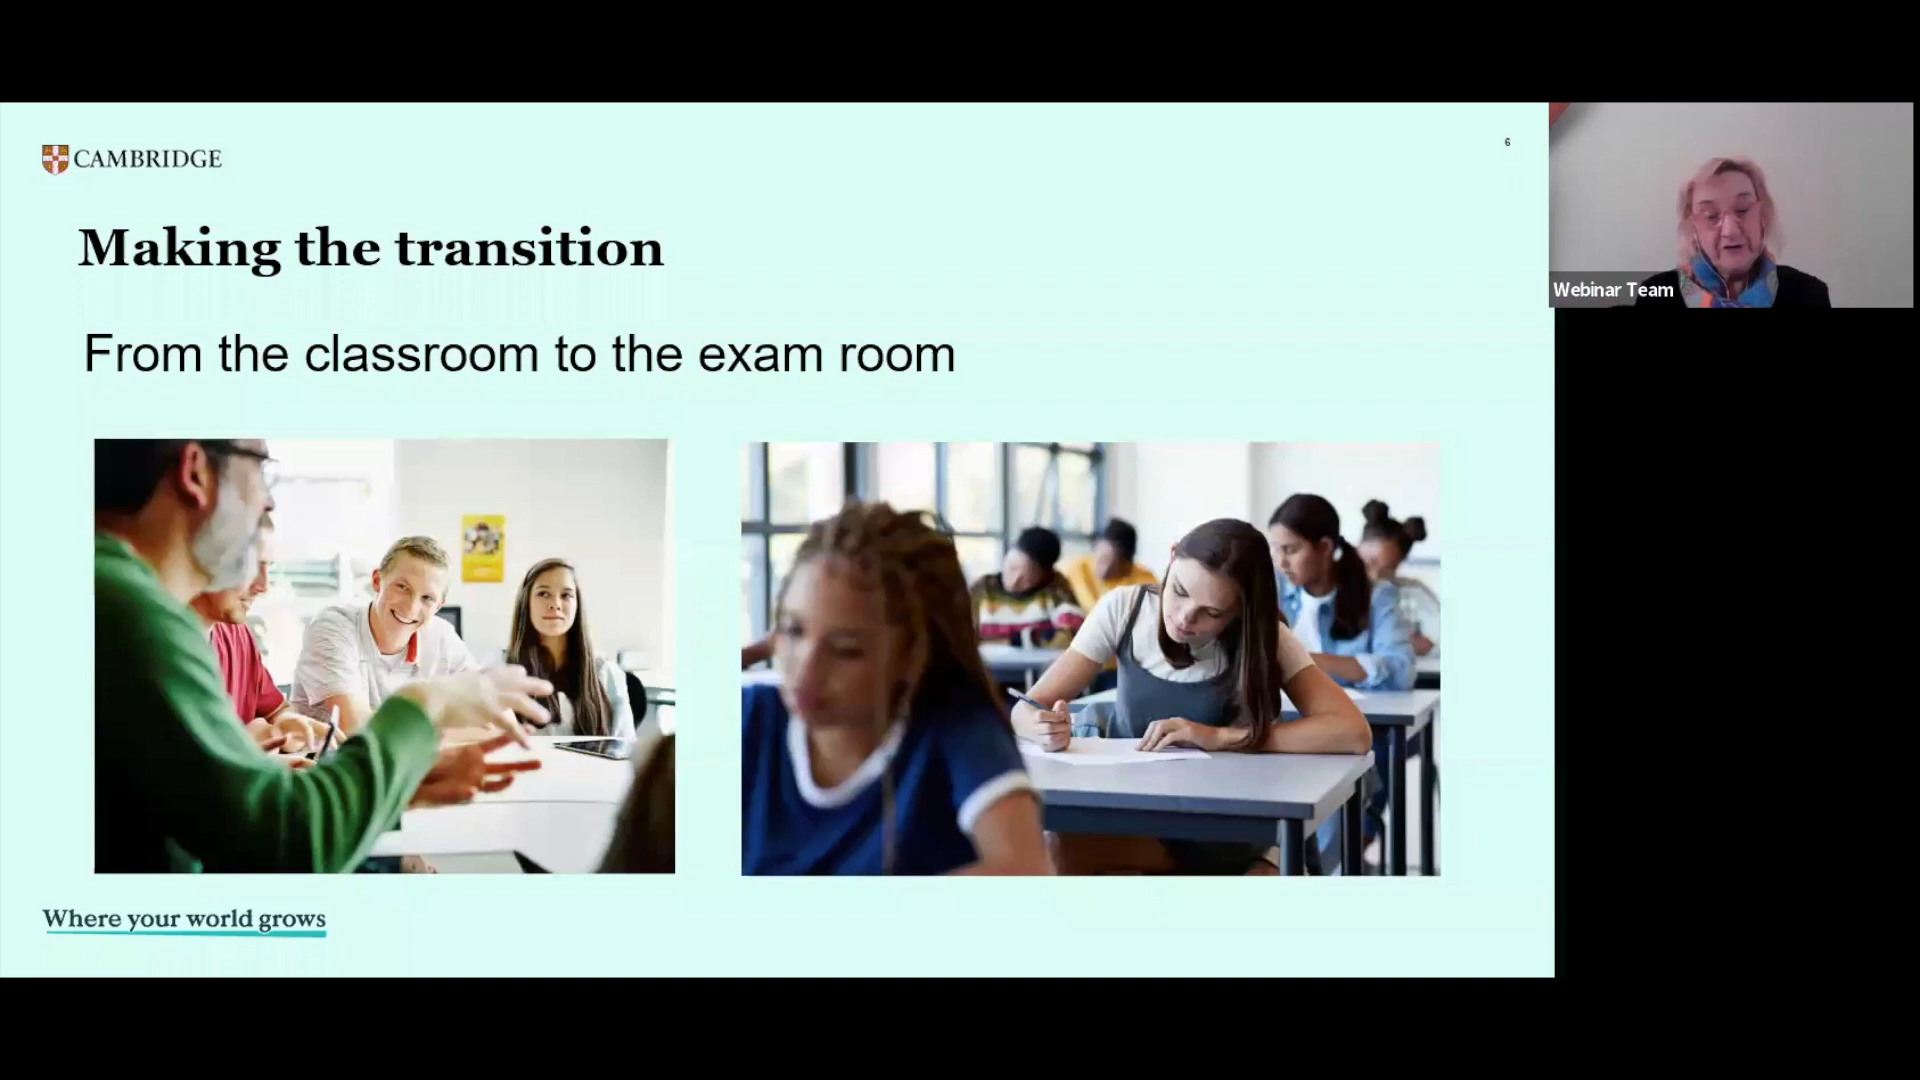 CAMBRIDGE
6
Making the transition
From the classroom to the exam room
Webinar Team
Where your world grows